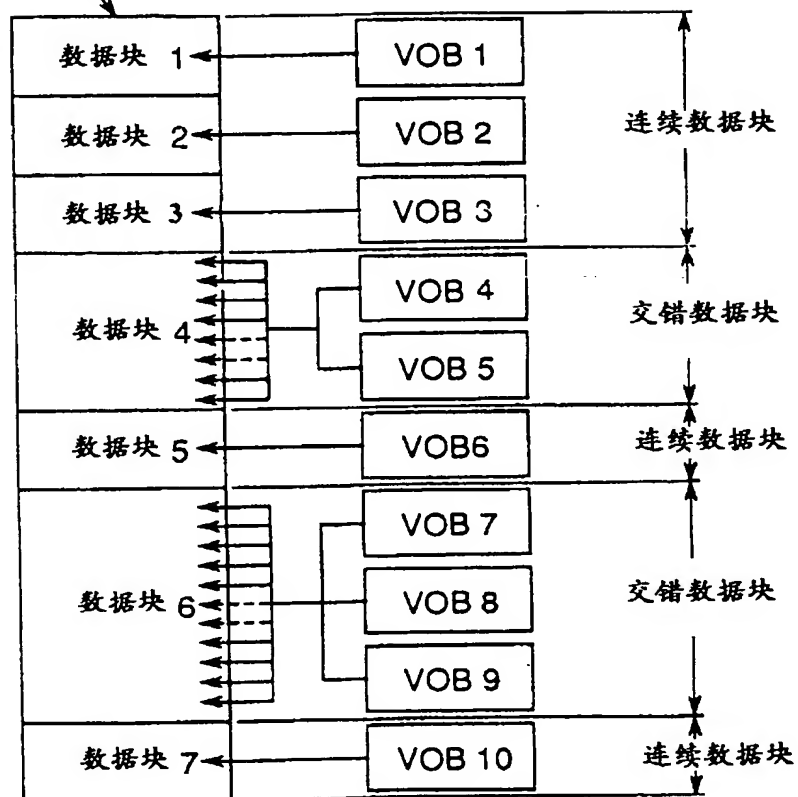 数据块 1
VOB 1
数据块 2
VOB 2
连续数据块
数据块 3
VOB 3
数据块 4
VOB 4
交错数据块
VOB 5
数据块 5
VOB6
连续数据块
VOB 7
数据块 6
VOB 8
交错数据块
VOB 9
数据块 7
VOB 10
连续数据块